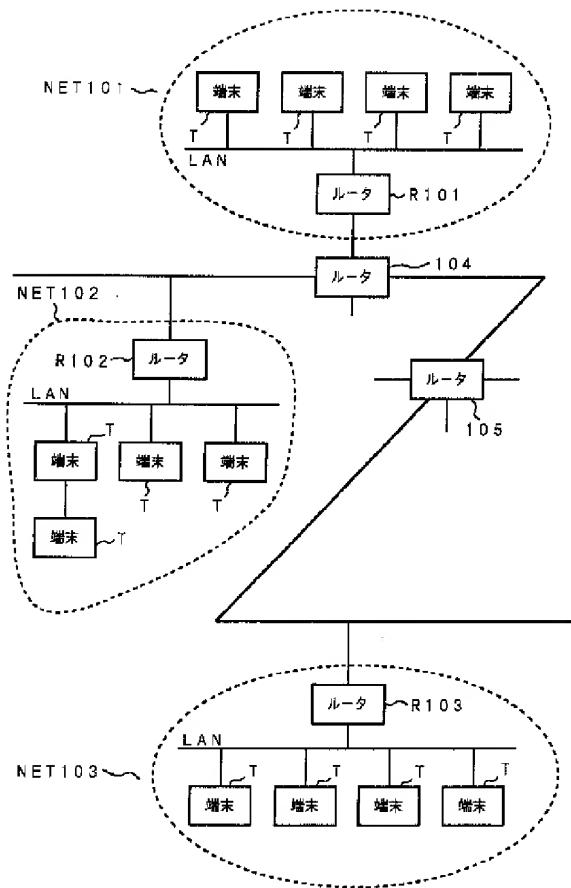 NET101
端末 端末 端末 端末
T T T T
LAN
ルータ R101
ルータ 104
NET102
R102 ルータ
ルータ
105
LAN
T
端末 端末 端末
T T
端末 T
ルータ R103
LAN
T T T T
NET103
端末 端末 端末 端末